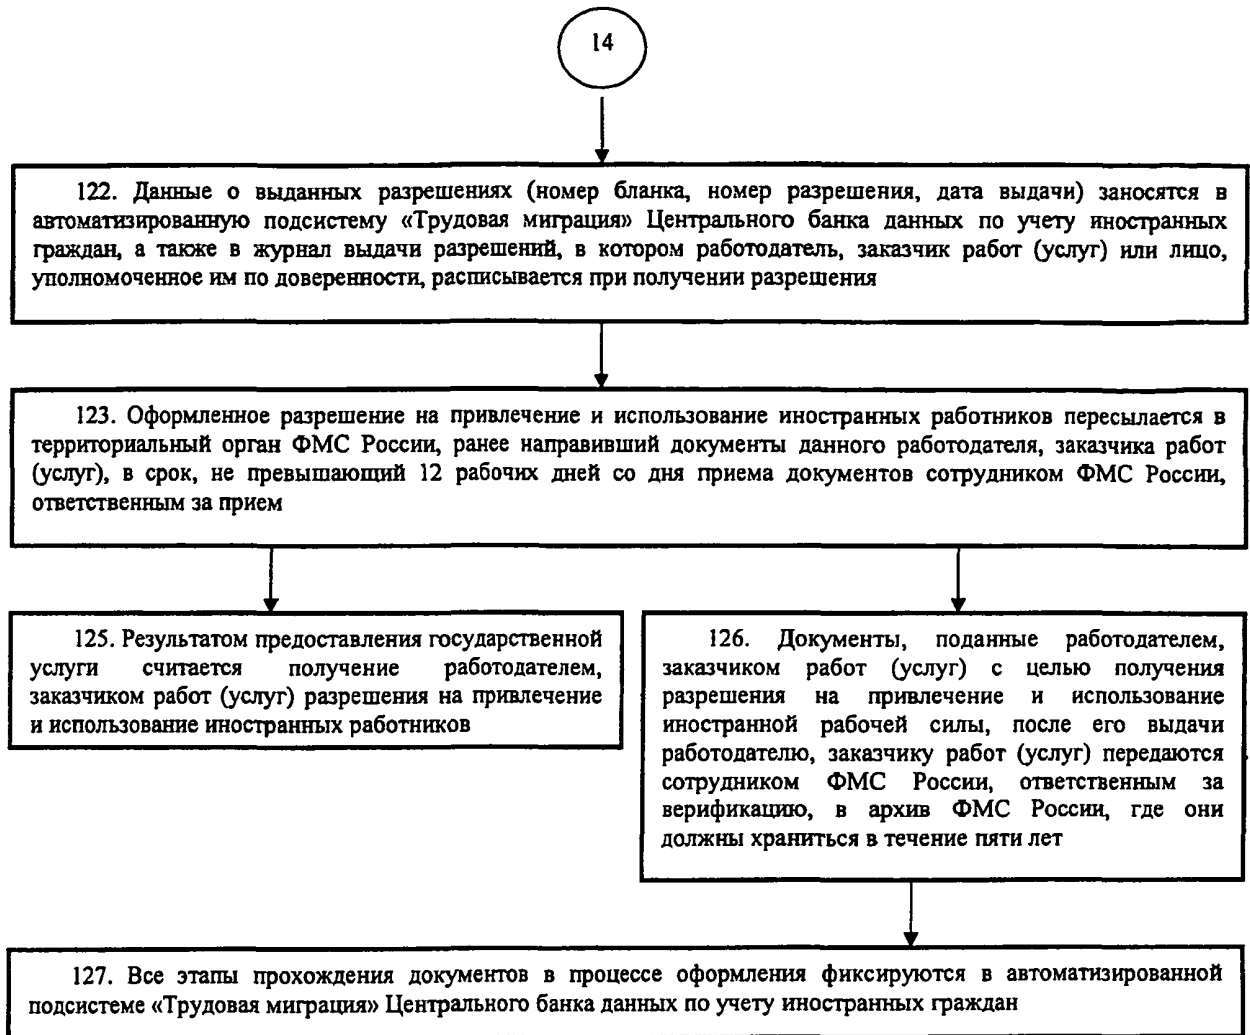 14
122. Данные о выданных разрешениях (номер бланка, номер разрешения, дата выдачи) заносятся в
автоматизированную подсистему «Трудовая миграция» Центрального банка данных по учету иностранных
граждан, а также в журнал выдачи разрешений, в котором работодатель, заказчик работ (услуг) или лицо,
уполномоченное им по доверенности, расписывается при получении разрешения
123. Оформленное разрешение на привлечение и использование иностранных работников пересылается в
территориальный орган ФМС России, ранее направивший документы данного работодателя, заказчика работ
(услуг), в срок, не превышающий 12 рабочих дней со дня приема документов сотрудником ФМС России,
ответственным за прием
125. Результатом предоставления государственной
услуги считается получение работодателем,
заказчиком работ (услуг) разрешения на привлечение
и использование иностранных работников
126. Документы, поданные работодателем,
заказчиком работ (услуг) с целью получения
разрешения на привлечение и использование
иностранной рабочей силы, после его выдачи
работодателю, заказчику работ (услуг) передаются
сотрудником ФМС России, ответственным за
верификацию, в архив ФМС России, где они
должны храниться в течение пяти лет
127. Все этапы прохождения документов в процессе оформления фиксируются в автоматизированной
подсистеме «Трудовая миграция» Центрального банка данных по учету иностранных граждан